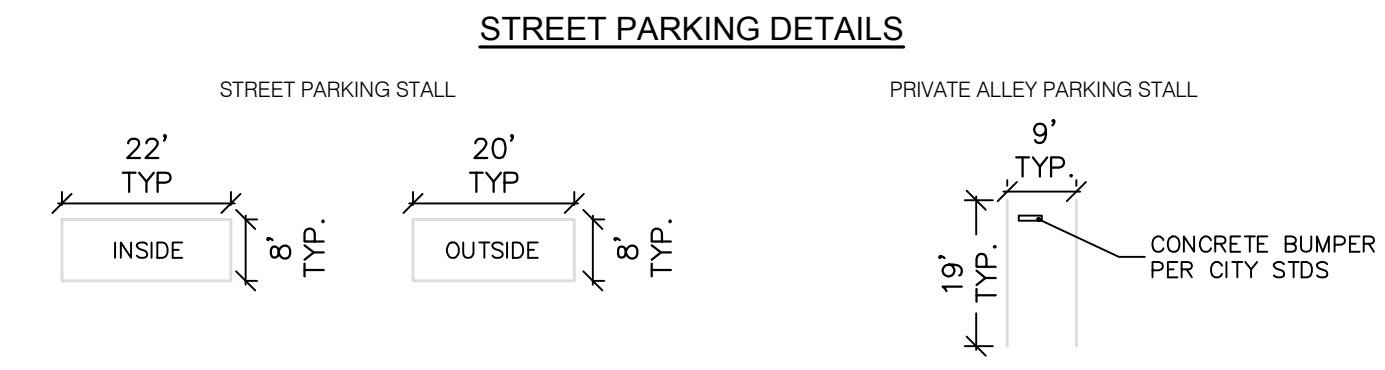 STREET PARKING DETAILS
STREET PARKING STALL
22'
TYP
INSIDE
8'
TYP.
20'
TYP
OUTSIDE
8'
TYP.
PRIVATE ALLEY PARKING STALL
9'
TYP.
19'
TYP.
CONCRETE BUMPER
PER CITY STDS